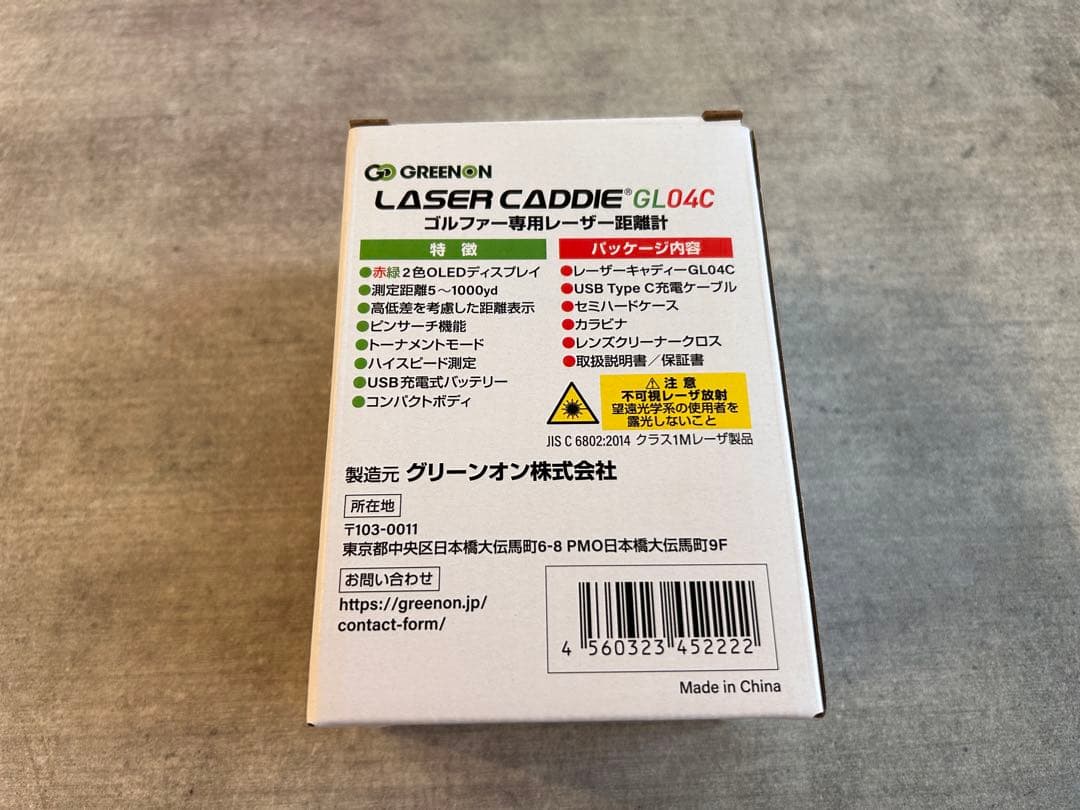 GREENON
LASER CADDIE® GL04C
ゴルファー専用レーザー距離計
特 徴
●赤緑2色OLEDディスプレイ
●測定距離5〜1000yd
●高低差を考慮した距離表示
●ピンサーチ機能
●トーナメントモード
●ハイスピード測定
●USB充電式バッテリー
●コンパクトボディ
パッケージ内容
●レーザーキャディーGL04C
●USB Type C充電ケーブル
●セミハードケース
●カラビナ
●レンズクリーナークロス
●取扱説明書／保証書
⚠注 意
不可視レーザ放射
望遠光学系の使用者を
露光しないこと
JIS C 6802:2014 クラス1Mレーザ製品
製造元 グリーンオン株式会社
所在地
〒103-0011
東京都中央区日本橋大伝馬町6-8 PMO日本橋大伝馬町9F
お問い合わせ
https://greenon.jp/
contact-form/
4 560323 452222
Made in China